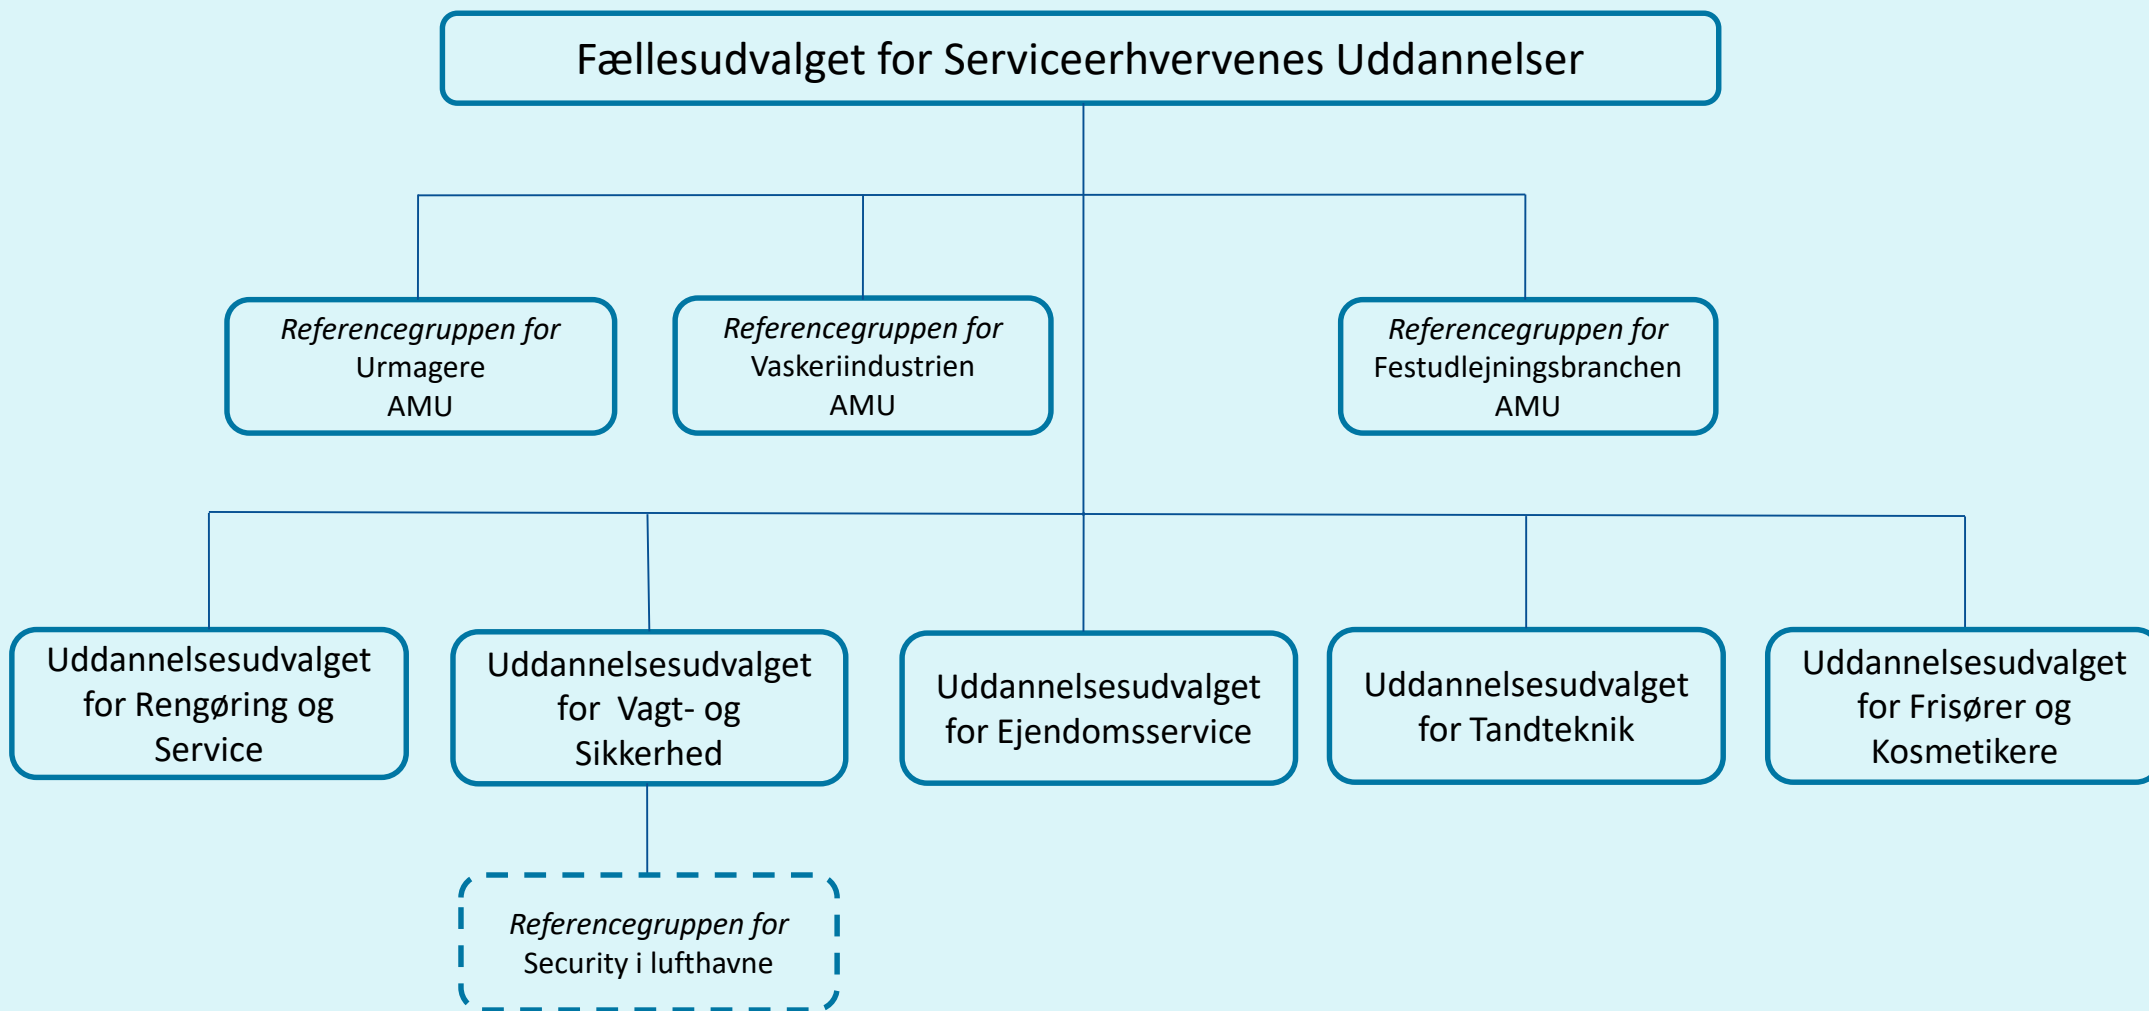 Fællesudvalget for Serviceerhvervenes Uddannelser
Referencegruppen for
Urmagere
AMU
Referencegruppen for
Vaskeriindustrien
AMU
Referencegruppen for
Festudlejningsbranchen
AMU
Uddannelsesudvalget
for Rengøring og
Service
Uddannelsesudvalget
for  Vagt- og
Sikkerhed
Uddannelsesudvalget
for Ejendomsservice
Uddannelsesudvalget
for Tandteknik
Uddannelsesudvalget
for Frisører og
Kosmetikere
Referencegruppen for
Security i lufthavne